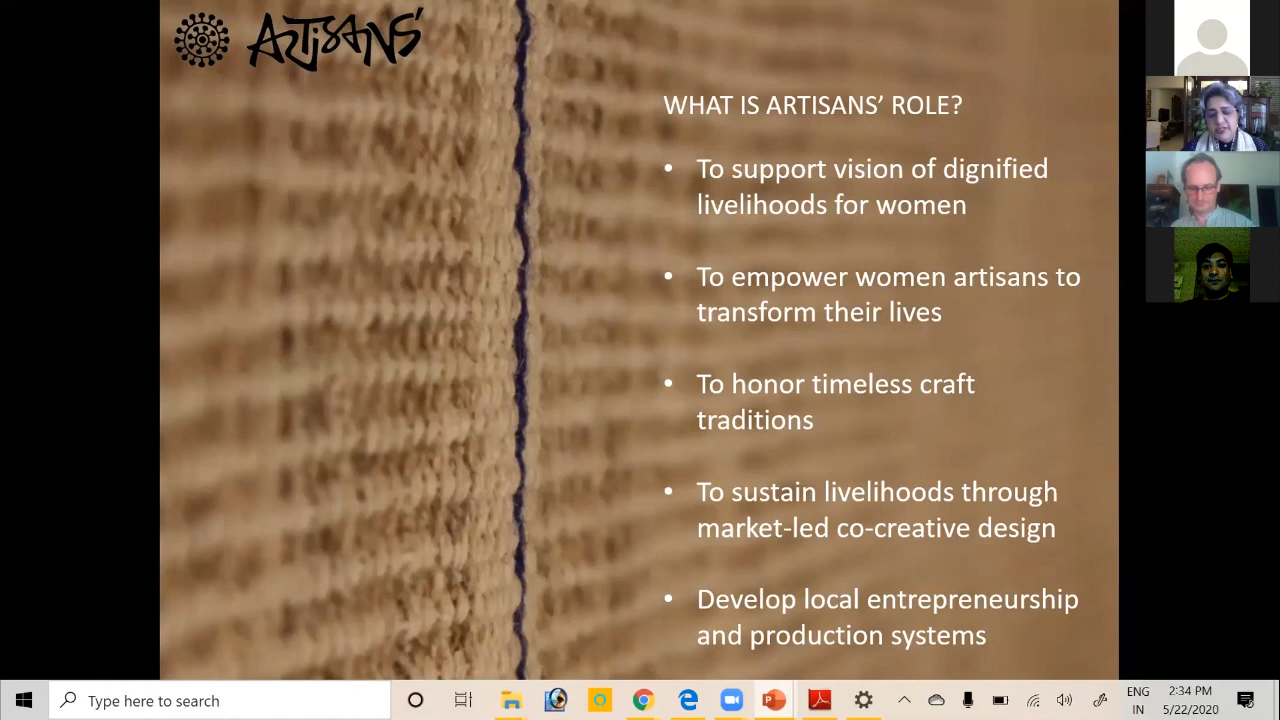 ARTISANS'
WHAT IS ARTISANS’ ROLE?
• To support vision of dignified
livelihoods for women
• To empower women artisans to
transform their lives
• To honor timeless craft
traditions
• To sustain livelihoods through
market-led co-creative design
• Develop local entrepreneurship
and production systems
Type here to search
ENG
IN
2:34 PM
5/22/2020